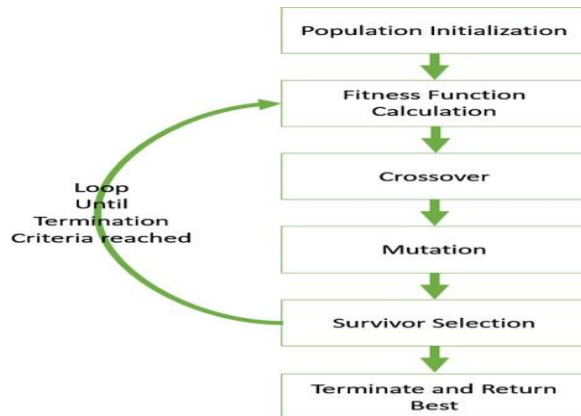 Population Initialization
Fitness Function
Calculation
Crossover
Loop
Until
Termination
Criteria reached
Mutation
Survivor Selection
Terminate and Return
Best